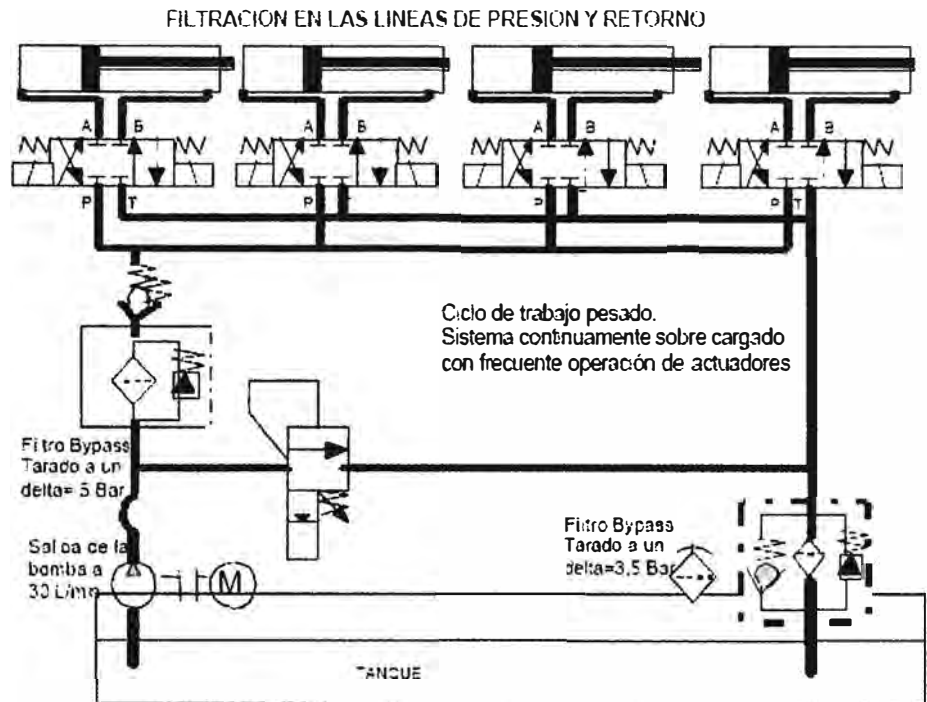 FILTRACION EN LAS LINEAS DE PRESION Y RETORNO
A B
A B
A B
A B
P T
P T
P
P T
Ciclo de trabajo pesado.
Sistema continuamente sobre cargado
con frecuente operación de actuadores
Filtro Bypass
Tarado a un
delta= 5 Bar
Salida de la
bomba a
M
Filtro Bypass
Tarado a un
delta=3,5 Bar
TANQUE